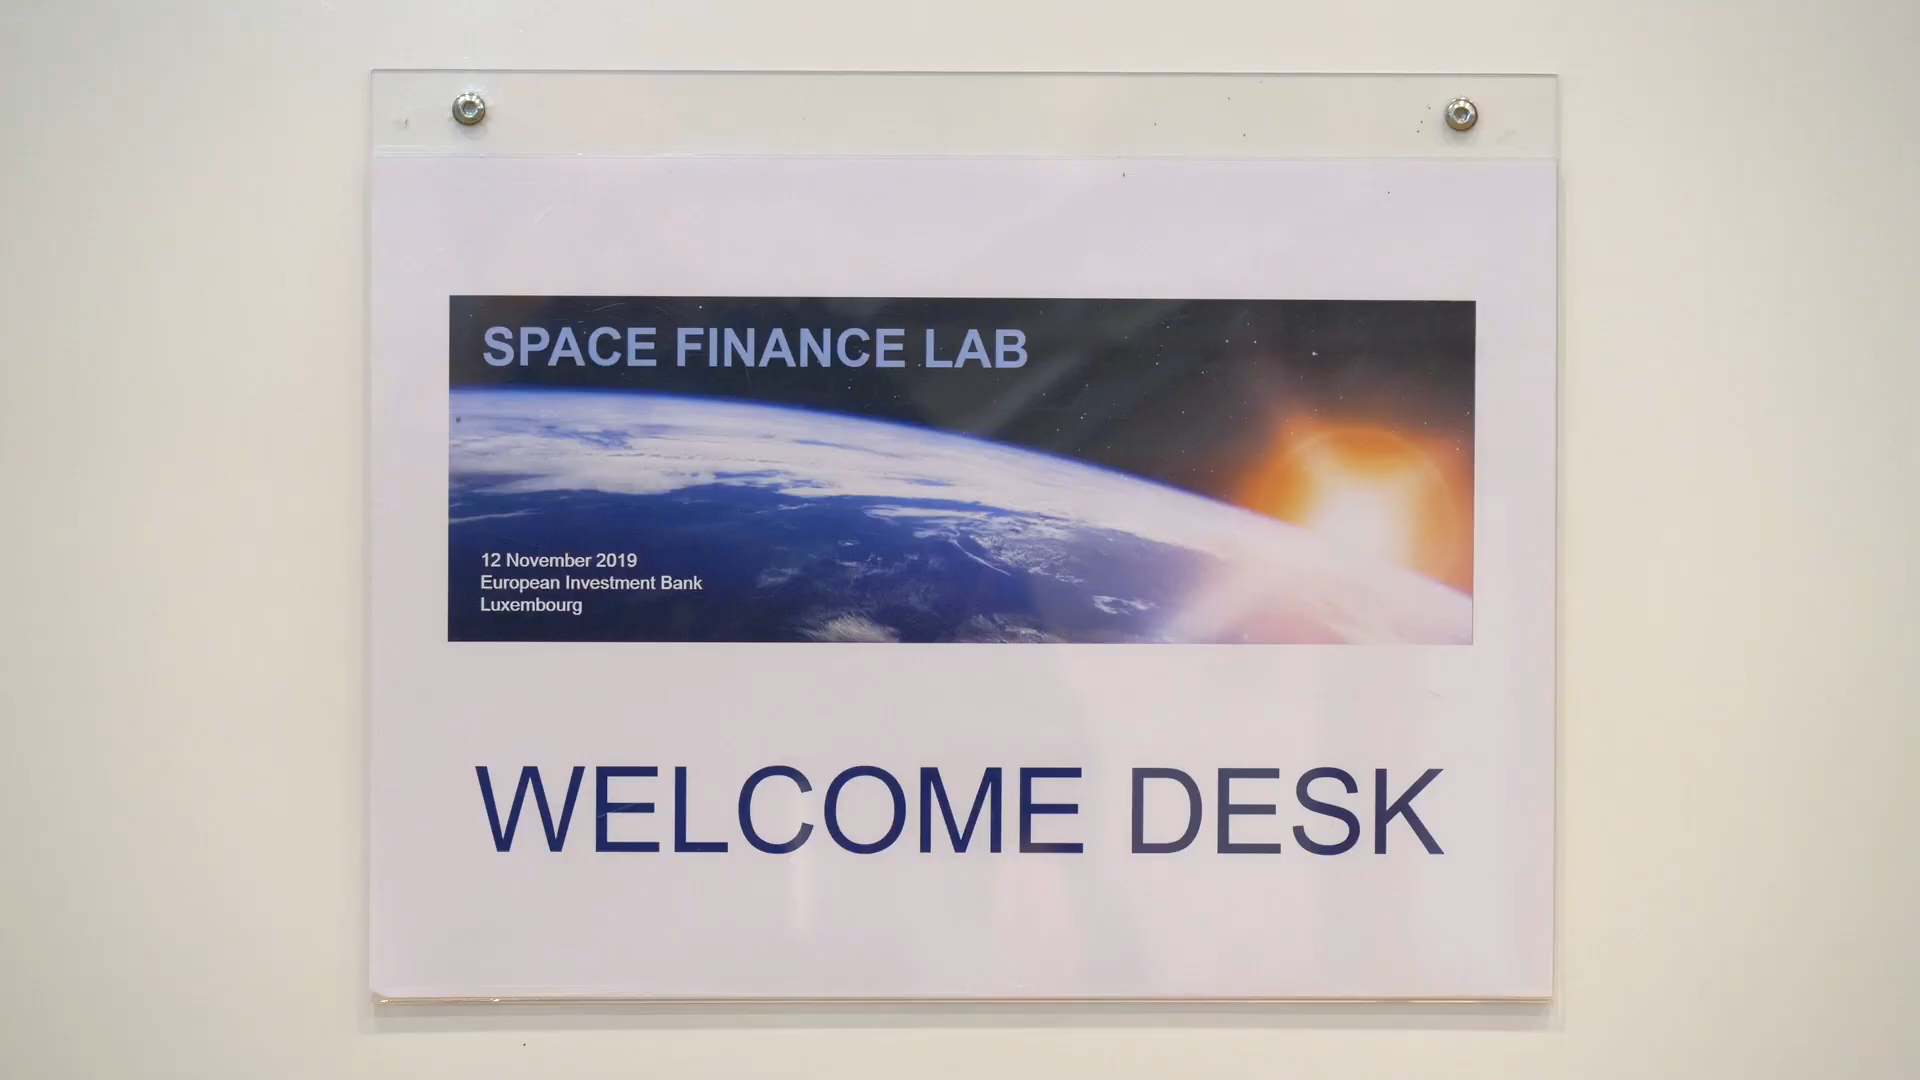 SPACE FINANCE LAB
12 November 2019
European Investment Bank
Luxembourg
WELCOME DESK